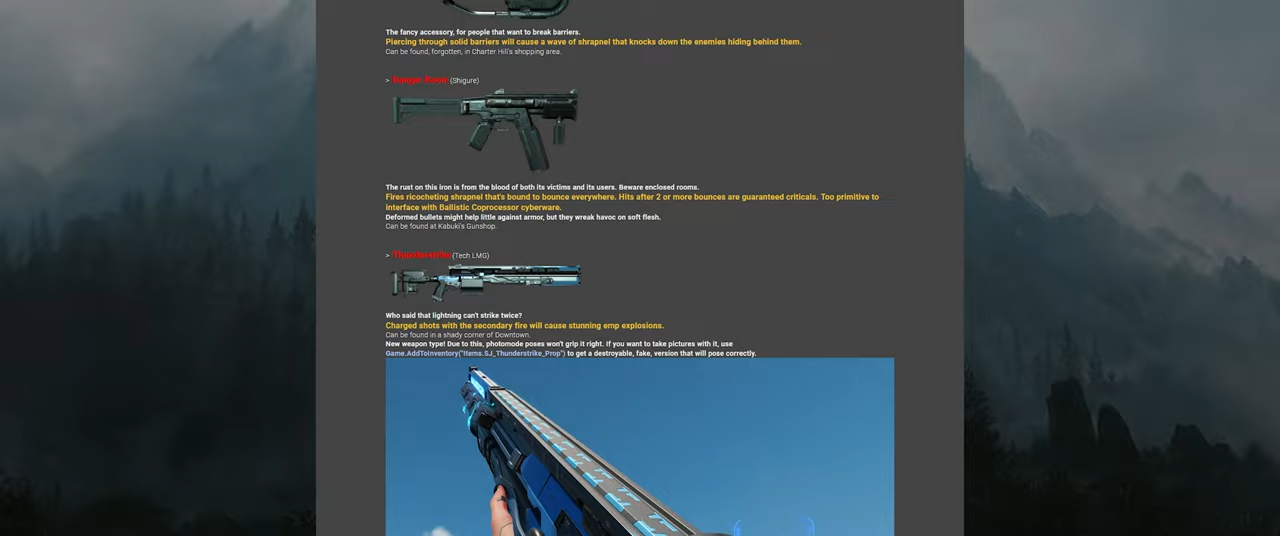 The fancy accessory, for people that want to break barriers.
Piercing through solid barriers will cause a wave of shrapnel that knocks down the enemies hiding behind them.
Can be found, forgotten, in Charter Hill's shopping area.
> (Shigure)
The rust on this iron is from the blood of both its victims and its users. Beware enclosed rooms.
Fires ricocheting shrapnel that's bound to bounce everywhere. Hits after 2 or more bounces are guaranteed criticals. Too primitive to
interface with Ballistic Coprocessor cyberware.
Deformed bullets might help little against armor, but they wreak havoc on soft flesh.
Can be found at Kabuki's Gunshop.
> Thunderstrike (Tech LMG)
Who said that lightning can't strike twice?
Charged shots with the secondary fire will cause stunning emp explosions.
Can be found in a shady corner of Downtown.
New weapon type! Due to this, photomode poses won't grip it right. If you want to take pictures with it, use
Game.AddToInventory("Items.SJ_Thunderstrike_Prop") to get a destroyable, fake, version that will pose correctly.